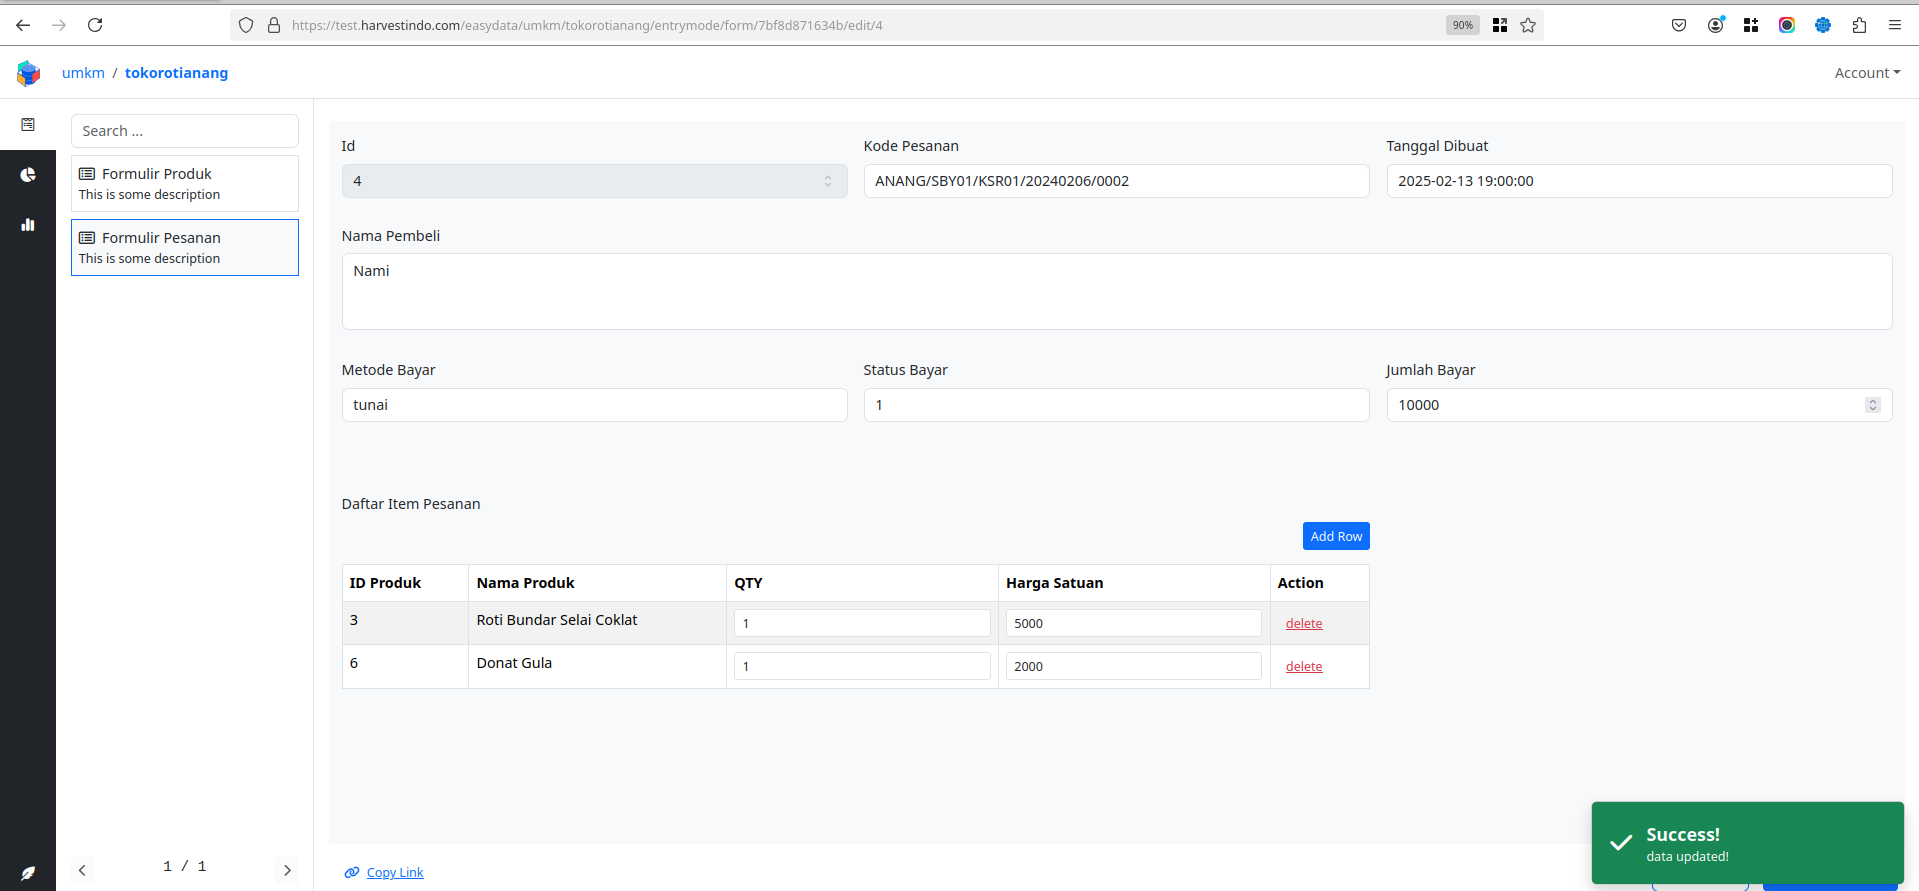 https://test.harvestindo.com/easydata/umkm/tokorotianang/entrymode/form/7bf8d871634b/edit/4
90%
umkm / tokorotianang
Account
Search ...
Formulir Produk
This is some description
Formulir Pesanan
This is some description
1 / 1
Id
Kode Pesanan
Tanggal Dibuat
4
ANANG/SBY01/KSR01/20240206/0002
2025-02-13 19:00:00
Nama Pembeli
Nami
Metode Bayar
Status Bayar
Jumlah Bayar
tunai
1
10000
Daftar Item Pesanan
Add Row
ID Produk
Nama Produk
QTY
Harga Satuan
Action
3
Roti Bundar Selai Coklat
1
5000
delete
6
Donat Gula
1
2000
delete
Copy Link
Success!
data updated!